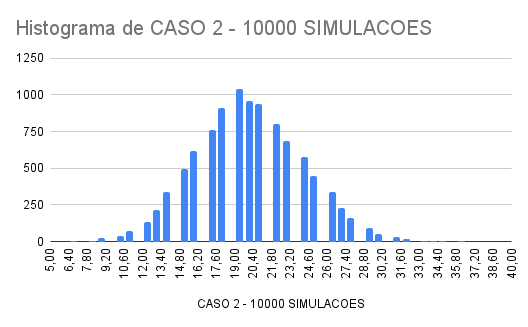 Histograma de CASO 2 - 10000 SIMULACOES
1250
1000
750
500
250
0
5,00 6,40 7,80 9,20 10,60 12,00 13,40 14,80 16,20 17,60 19,00 20,40 21,80 23,20 24,60 26,00 27,40 28,80 30,20 31,60 33,00 34,40 35,80 37,20 38,60 40,00
CASO 2 - 10000 SIMULACOES